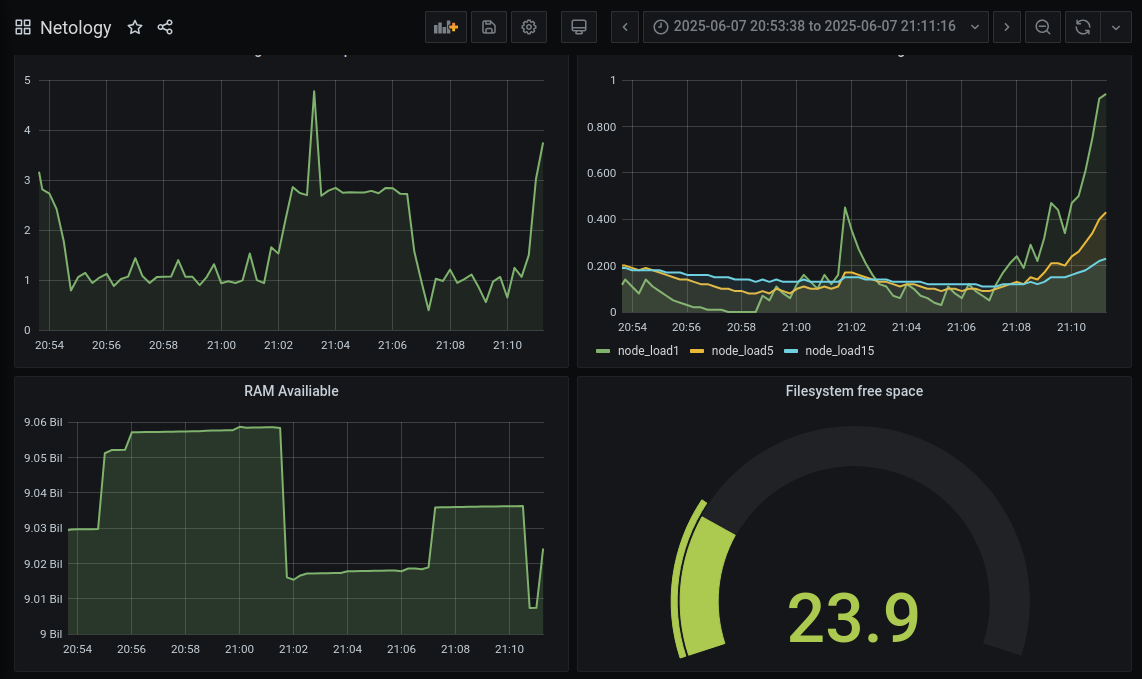 Netology
2025-06-07 20:53:38 to 2025-06-07 21:11:16
5
4
3
2
1
0
20:54 20:56 20:58 21:00 21:02 21:04 21:06 21:08 21:10
1
0.800
0.600
0.400
0.200
0
20:54 20:56 20:58 21:00 21:02 21:04 21:06 21:08 21:10
node_load1 node_load5 node_load15
RAM Availiable
9.06 Bil
9.05 Bil
9.04 Bil
9.03 Bil
9.02 Bil
9.01 Bil
9 Bil
20:54 20:56 20:58 21:00 21:02 21:04 21:06 21:08 21:10
Filesystem free space
23.9